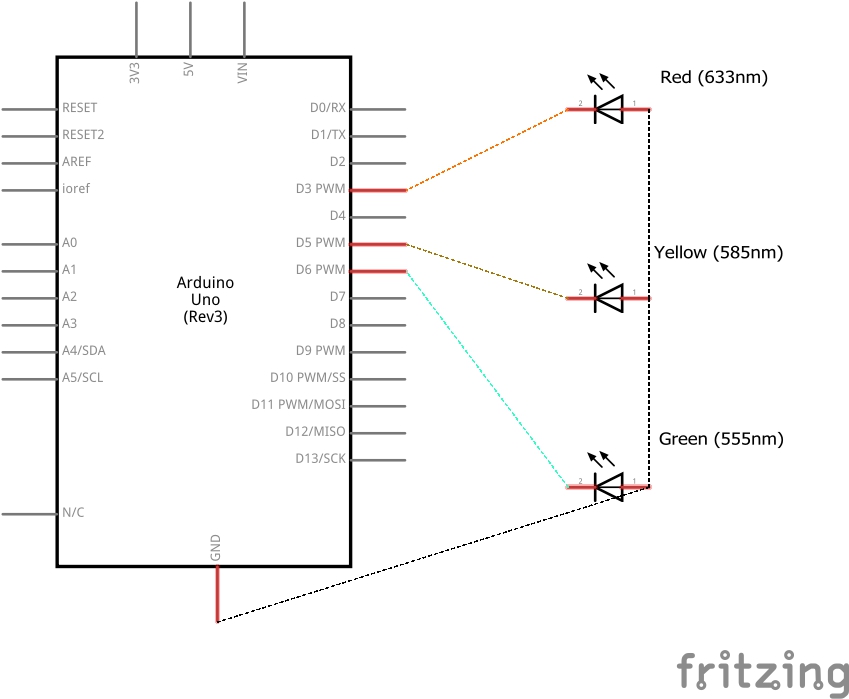 3V3
5V
VIN
Red (633nm)
2
1
RESET
D0/RX
RESET2
D1/TX
AREF
D2
ioref
D3 PWM
D4
A0
D5 PWM
Yellow (585nm)
A1
D6 PWM
2
1
Arduino
Uno
(Rev3)
A2
D7
A3
D8
A4/SDA
D9 PWM
A5/SCL
D10 PWM/SS
D11 PWM/MOSI
D12/MISO
Green (555nm)
D13/SCK
2
1
N/C
GND
fritzing